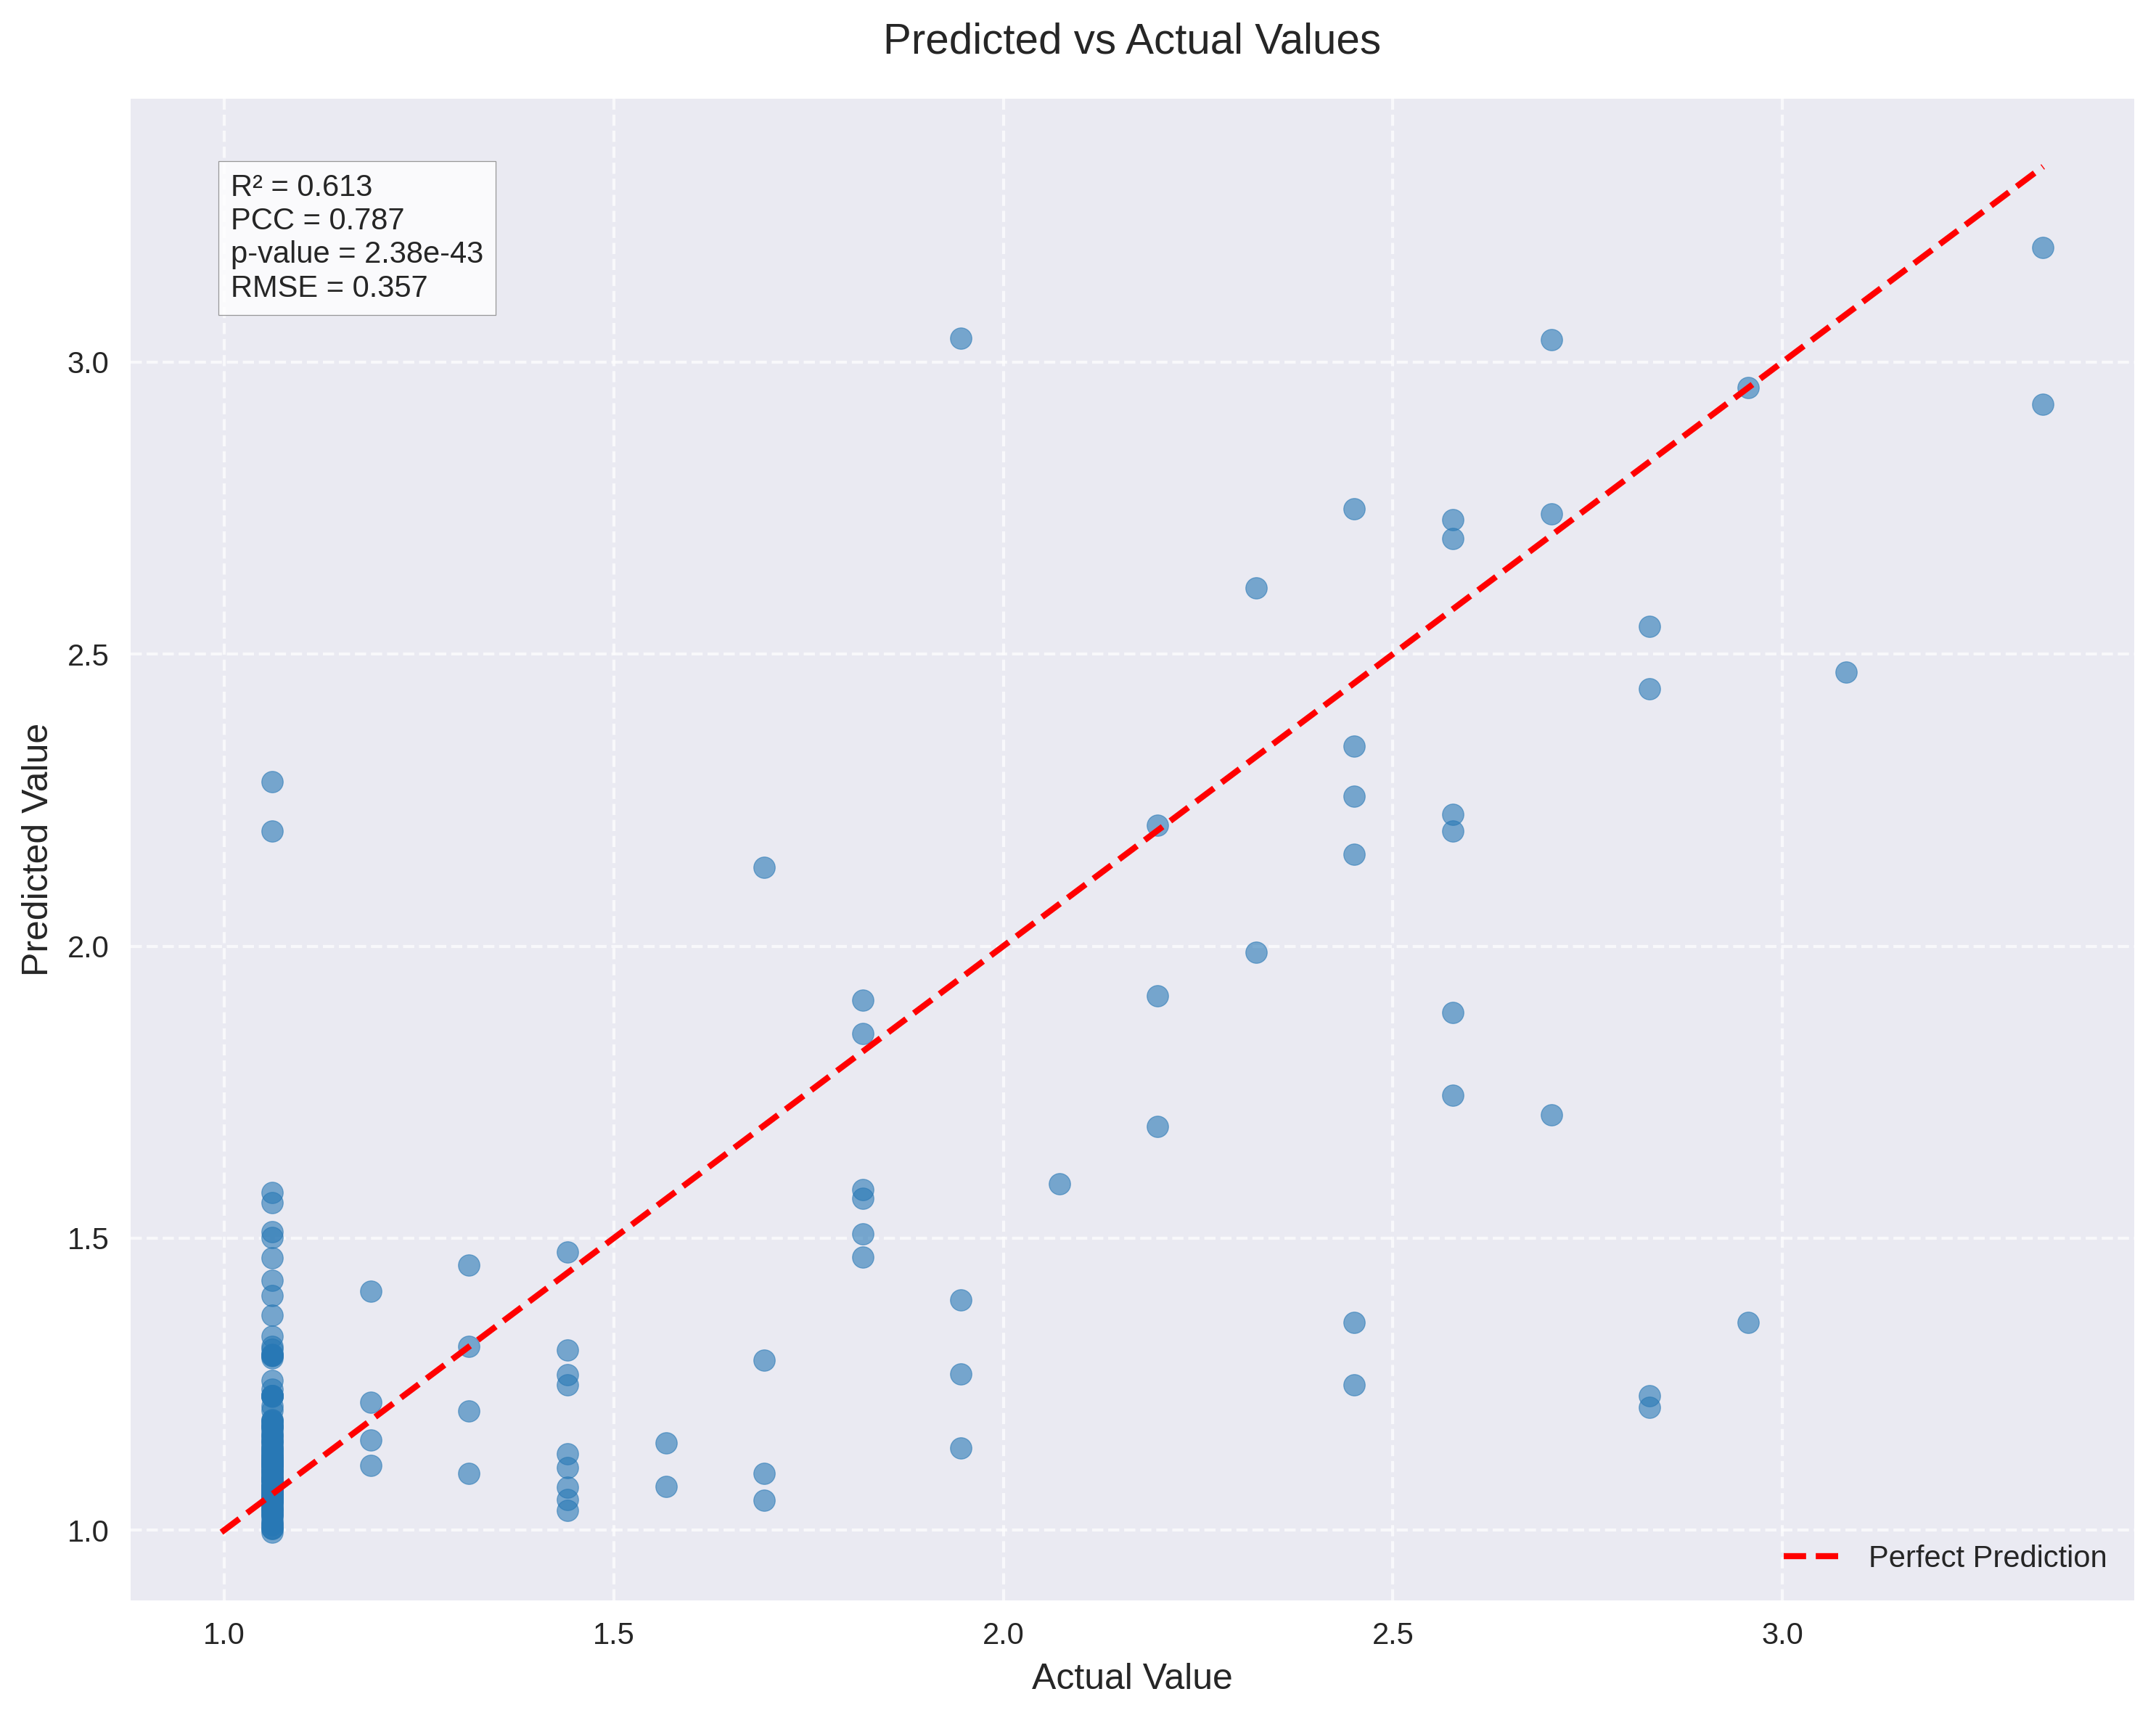 Predicted vs Actual Values
R² = 0.613
PCC = 0.787
p-value = 2.38e-43
RMSE = 0.357
Predicted Value
3.0
2.5
2.0
1.5
1.0
Perfect Prediction
1.0 1.5 2.0 2.5 3.0
Actual Value